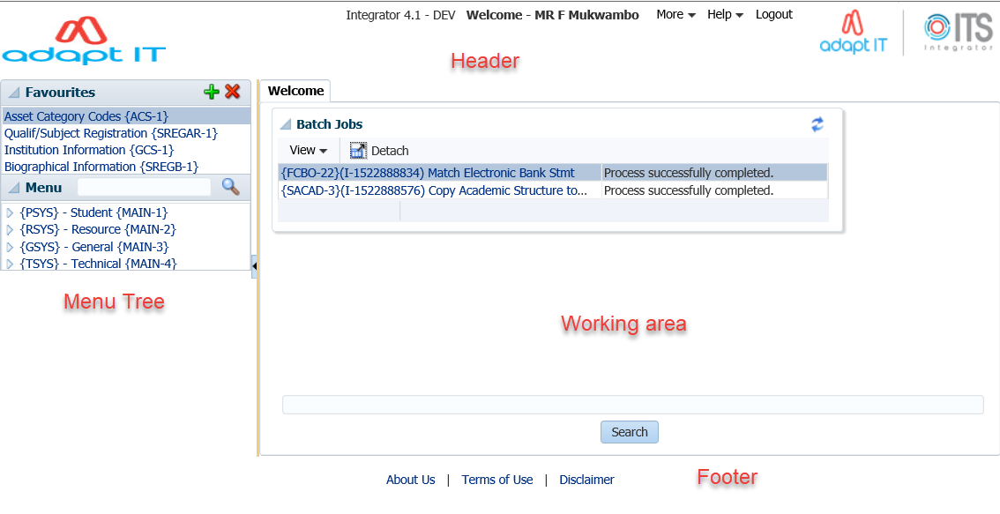 Integrator 4.1 - DEV Welcome - MR F Mukwambo More Help Logout
adapt IT
adapt IT
ITS
Integrator
Header
Favourites
Asset Category Codes {ACS-1}
Qualif/Subject Registration {SREGAR-1}
Institution Information {GCS-1}
Biographical Information {SREGB-1}
Menu
{PSYS} - Student {MAIN-1}
{RSYS} - Resource {MAIN-2}
{GSYS} - General {MAIN-3}
{TSYS} - Technical {MAIN-4}
Menu Tree
Welcome
Batch Jobs
View Detach
{FCBO-22}(I-1522888834) Match Electronic Bank Stmt Process successfully completed.
{SACAD-3}(I-1522888576) Copy Academic Structure to... Process successfully completed.
Working area
Search
About Us | Terms of Use | Disclaimer
Footer